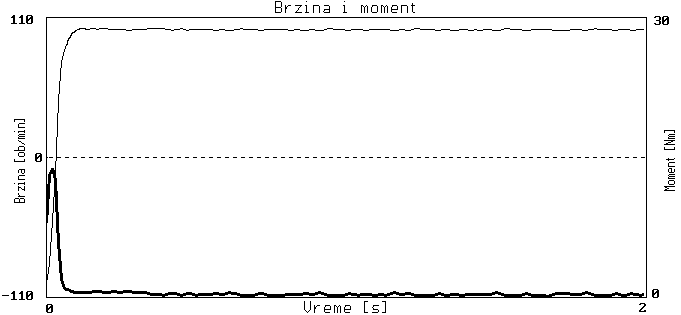 Brzina i moment
110
30
Brzina [ob/min]
0
Moment [Nm]
-110
0
0
Vreme [s]
2